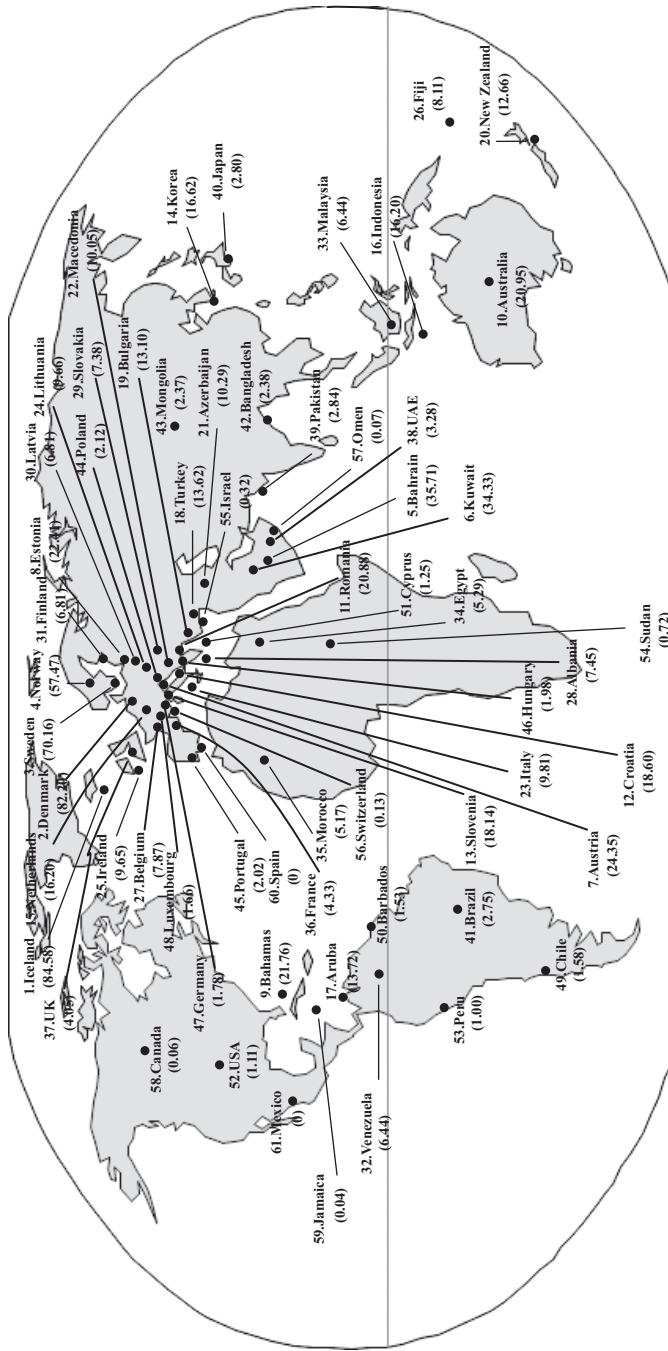 1.Iceland
(84.58)
37.UK
(4.05)
15.Netherlands
(16.20)
2.Denmark
(82.21)
3.Sweden
(70.16)
4.Norway
(57.47)
31.Finland
(6.81)
8.Estonia
(22.44)
30.Latvia
(6.81)
24.Lithuania
(9.66)
44.Poland
(2.12)
29.Slovakia
(7.38)
22.Macedonia
(10.05)
19.Bulgaria
(13.10)
14.Korea
(16.62)
40.Japan
(2.80)
25.Ireland
(9.65)
27.Belgium
(7.87)
48.Luxembourg
(1.66)
47.Germany
(1.78)
58.Canada
(0.06)
52.USA
(1.11)
61.Mexico
(0)
59.Jamaica
(0.04)
9.Bahamas
(21.76)
17.Aruba
(13.72)
32.Venezuela
(6.44)
50.Barbados
(1.53)
41.Brazil
(2.75)
53.Peru
(1.00)
49.Chile
(1.58)
45.Portugal
(2.02)
60.Spain
(0)
36.France
(4.33)
35.Morocco
(5.17)
56.Switzerland
(0.13)
13.Slovenia
(18.14)
7.Austria
(24.35)
23.Italy
(9.81)
12.Croatia
(18.60)
46.Hungary
(1.98)
28.Albania
(7.45)
54.Sudan
(0.72)
34.Egypt
(5.29)
51.Cyprus
(1.25)
11.Romania
(20.88)
6.Kuwait
(34.33)
5.Bahrain
(35.71)
38.UAE
(3.28)
57.Omen
(0.07)
39.Pakistan
(2.84)
18.Turkey
(13.62)
55.Israel
(0.32)
21.Azerbaijan
(10.29)
43.Mongolia
(2.37)
42.Bangladesh
(2.38)
33.Malaysia
(6.44)
16.Indonesia
(16.20)
10.Australia
(20.95)
26.Fiji
(8.11)
20.New Zealand
(12.66)